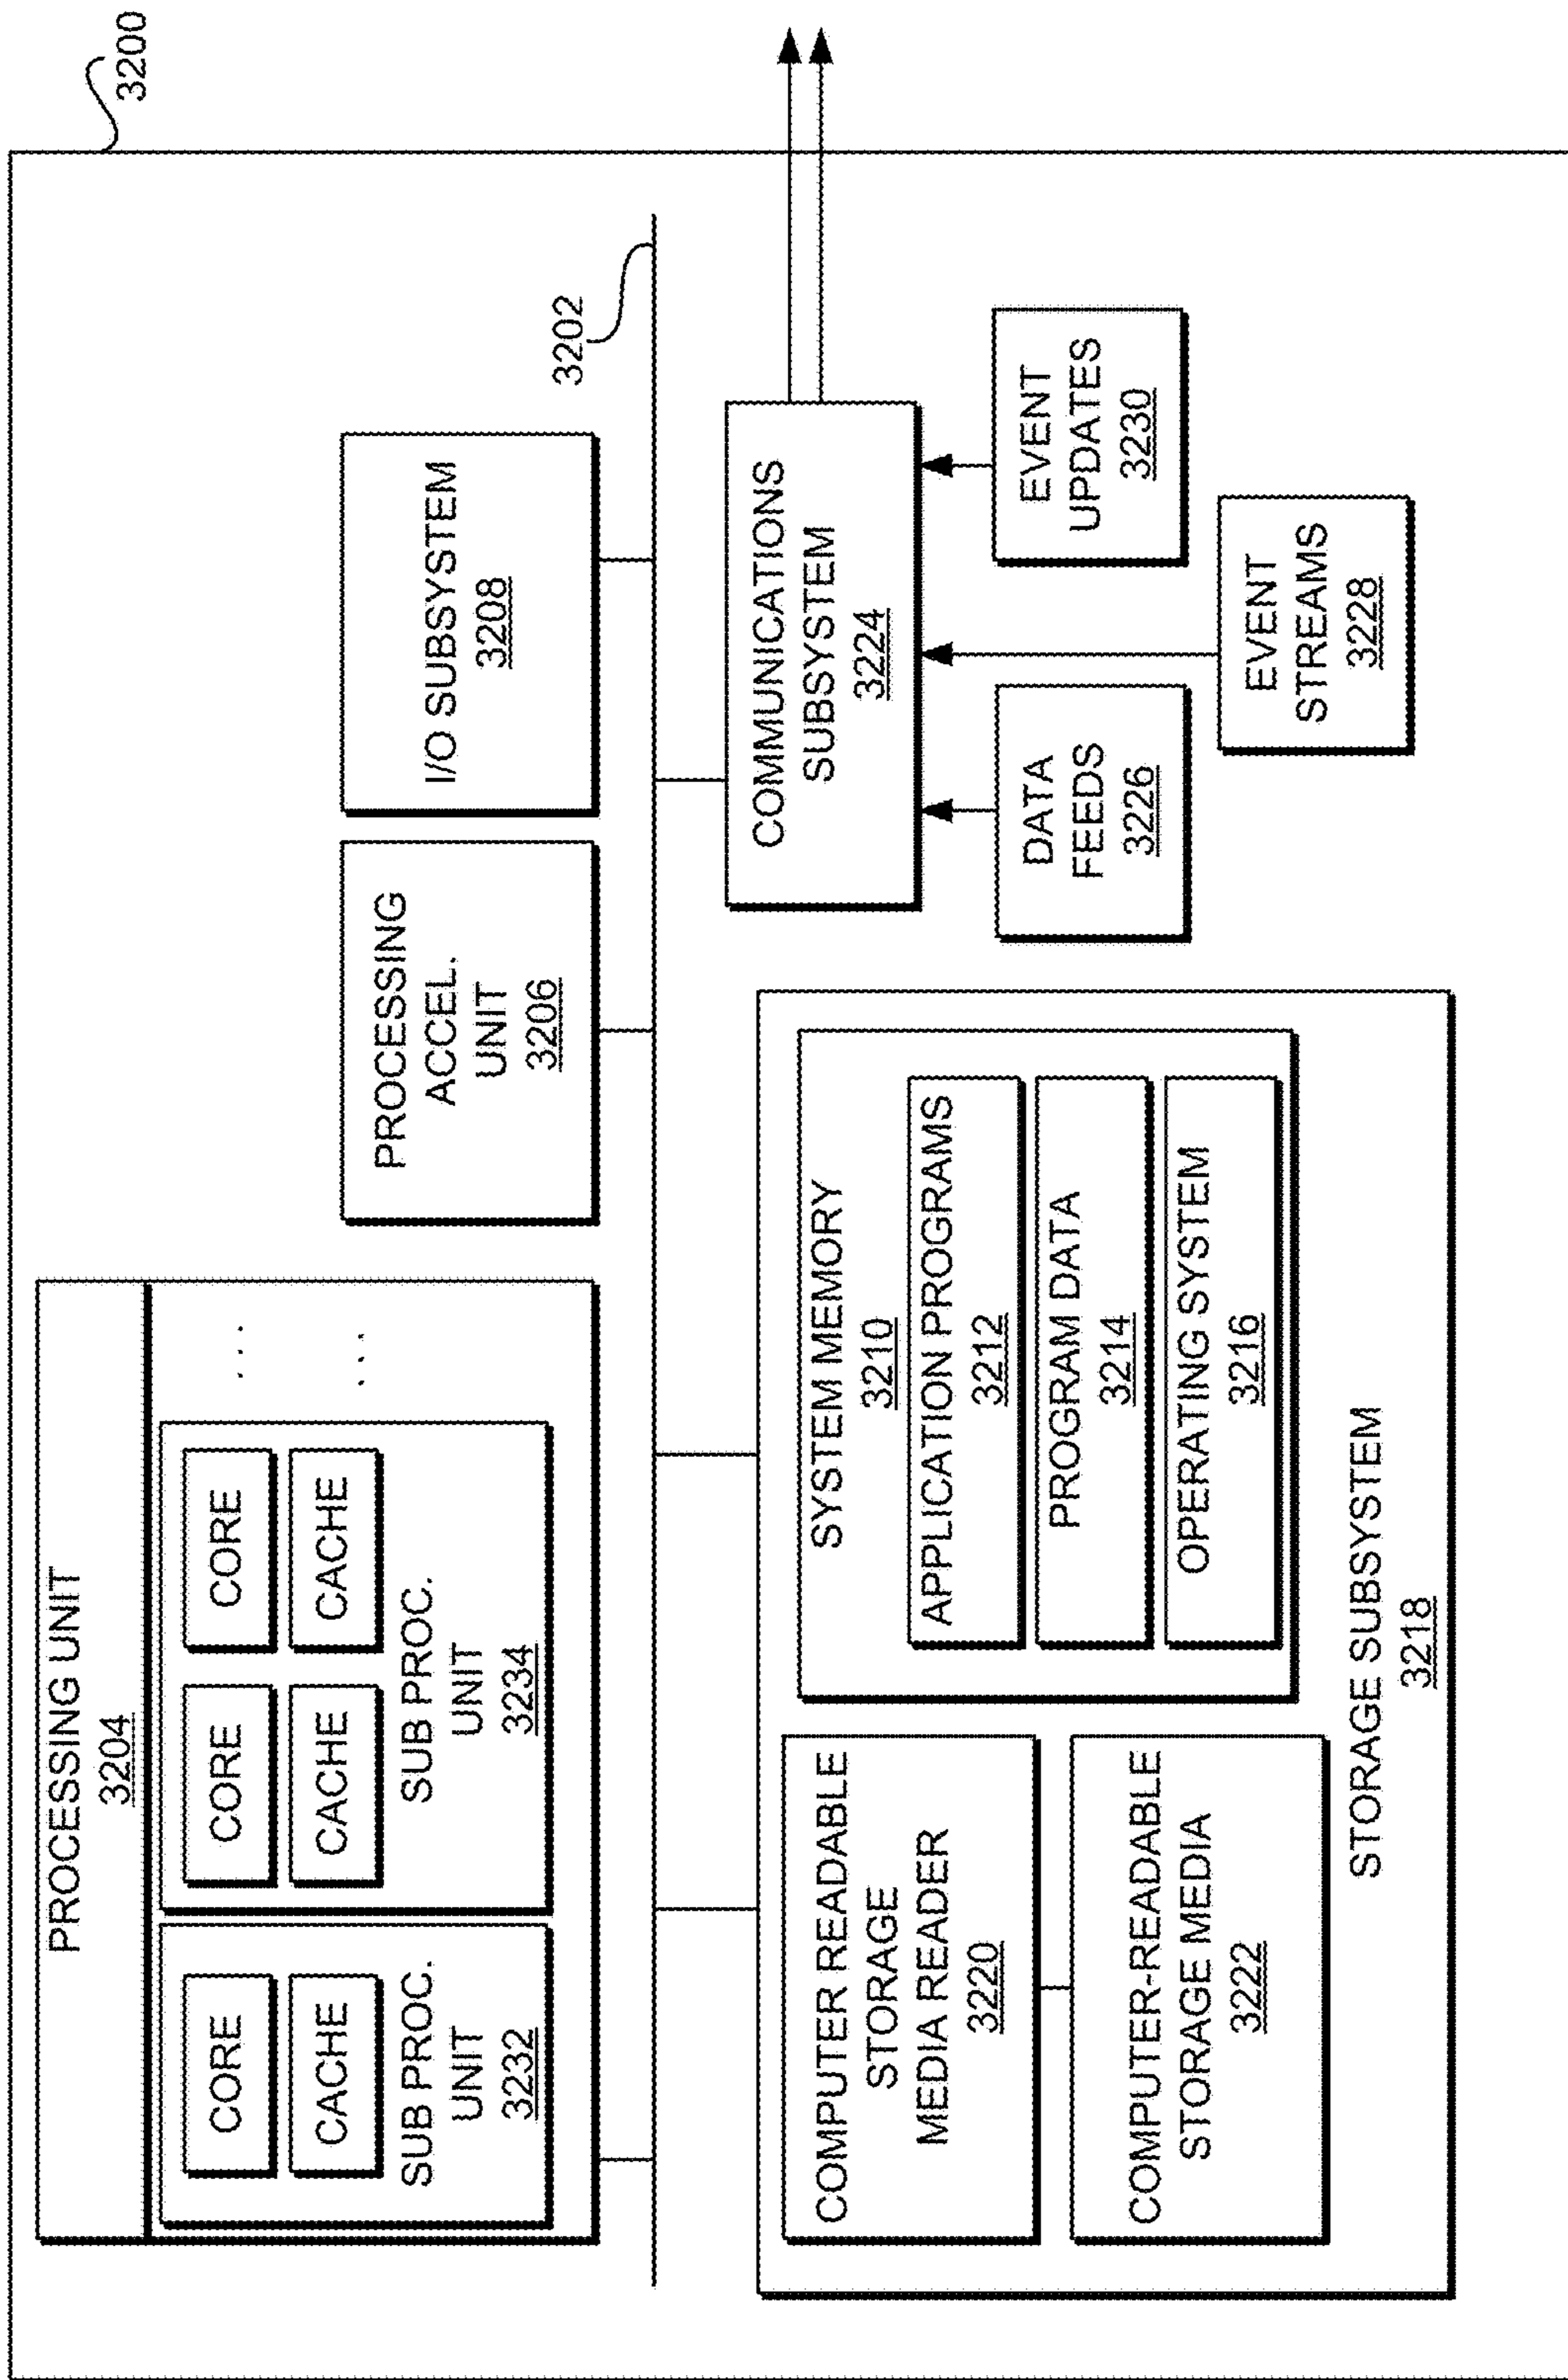 3200
PROCESSING UNIT
3204
CORE
CACHE
SUB PROC.
UNIT
3232
CORE
CORE
CACHE
CACHE
SUB PROC.
UNIT
3234
. . .
. . .
PROCESSING
ACCEL.
UNIT
3206
I/O SUBSYSTEM
3208
3202
COMPUTER READABLE
STORAGE
MEDIA READER
3220
COMPUTER-READABLE
STORAGE MEDIA
3222
SYSTEM MEMORY
3210
APPLICATION PROGRAMS
3212
PROGRAM DATA
3214
OPERATING SYSTEM
3216
STORAGE SUBSYSTEM
3218
COMMUNICATIONS
SUBSYSTEM
3224
DATA
FEEDS
3226
EVENT
STREAMS
3228
EVENT
UPDATES
3230